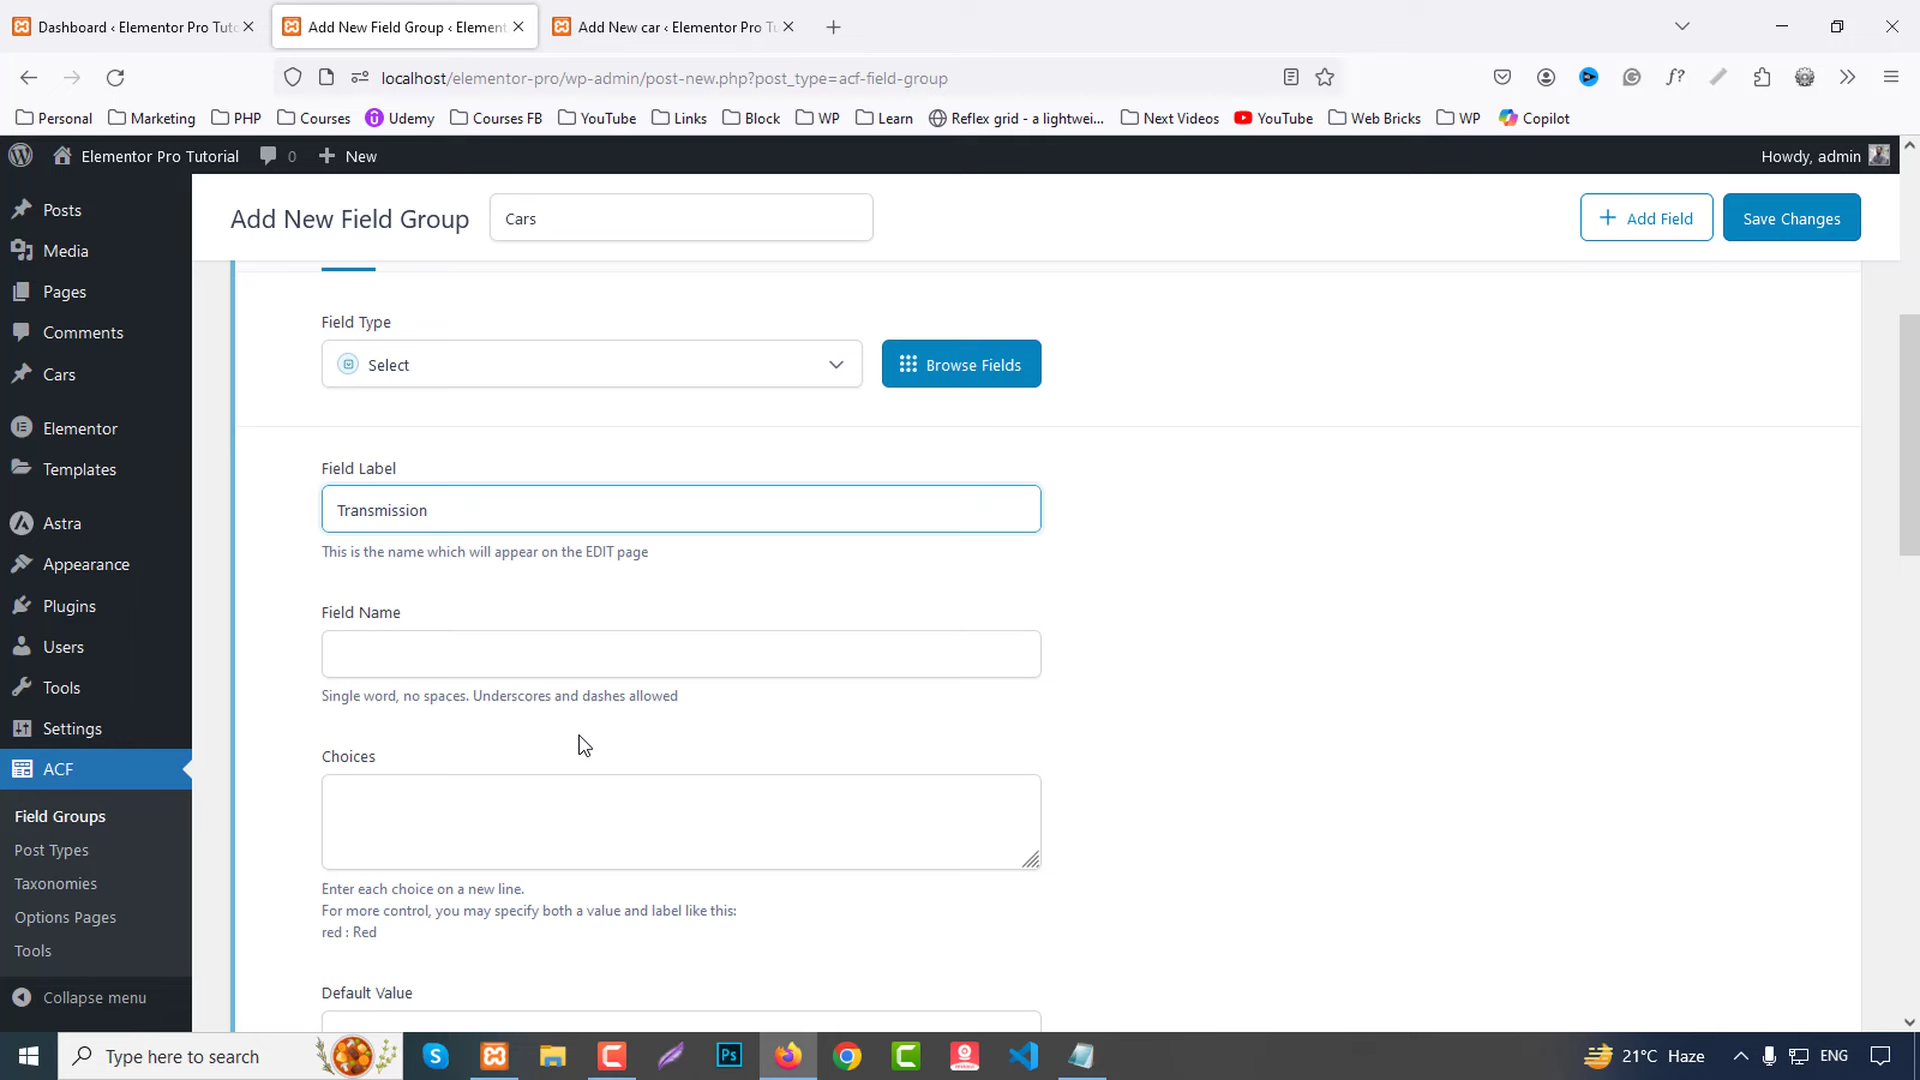 Dashboard ‹ Elementor Pro Tuto
Add New Field Group ‹ Element
Add New car ‹ Elementor Pro Tu
localhost/elementor-pro/wp-admin/post-new.php?post_type=acf-field-group
Personal
Marketing
PHP
Courses
Udemy
Courses FB
YouTube
Links
Block
WP
Learn
Reflex grid - a lightwei...
Next Videos
YouTube
Web Bricks
WP
Copilot
Elementor Pro Tutorial
0
New
Howdy, admin
Posts
Media
Pages
Comments
Cars
Elementor
Templates
Astra
Appearance
Plugins
Users
Tools
Settings
ACF
Field Groups
Post Types
Taxonomies
Options Pages
Tools
Collapse menu
Add New Field Group
Cars
Add Field
Save Changes
Field Type
Select
Browse Fields
Field Label
Transmission
This is the name which will appear on the EDIT page
Field Name
Single word, no spaces. Underscores and dashes allowed
Choices
Enter each choice on a new line.
For more control, you may specify both a value and label like this:
red : Red
Default Value
Type here to search
Ps
21°C Haze
ENG